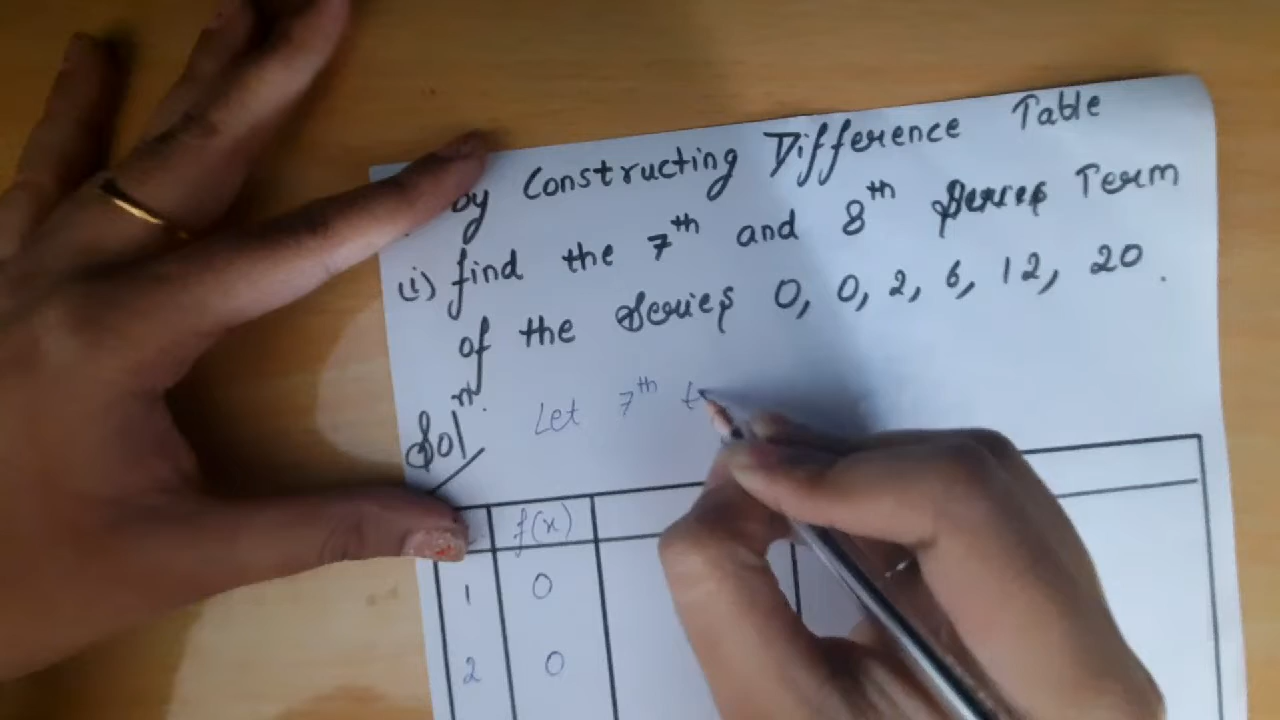 by Constructing Difference Table
(i) find the 7th and 8th Series Term
of the Series 0, 0, 2, 6, 12, 20.
Soln. Let 7th t
f(x)
1 0
2 0